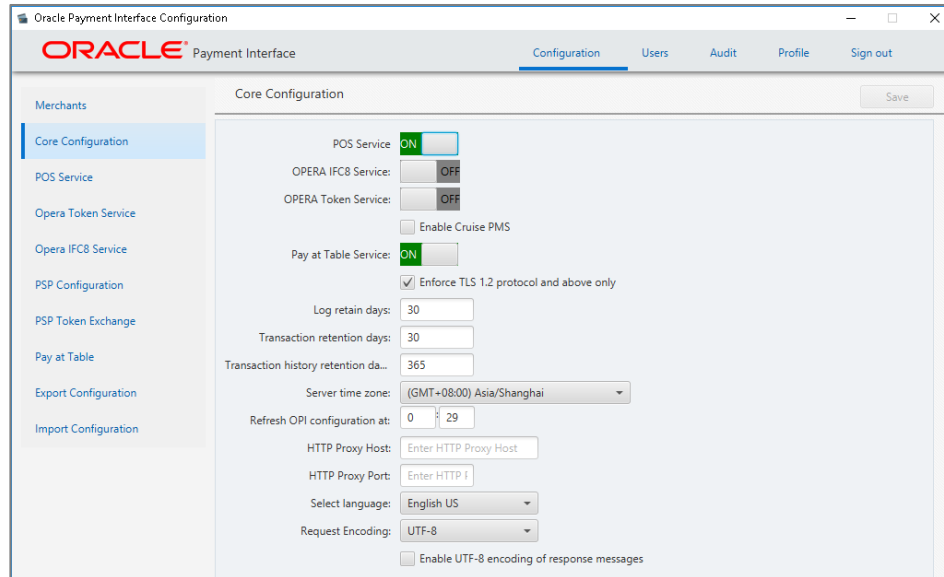 Oracle Payment Interface Configuration
ORACLE® Payment Interface
Configuration Users Audit Profile Sign out
Merchants
Core Configuration
POS Service
Opera Token Service
Opera IFC8 Service
PSP Configuration
PSP Token Exchange
Pay at Table
Export Configuration
Import Configuration
Core Configuration
Save
POS Service ON
OPERA IFC8 Service: OFF
OPERA Token Service: OFF
Enable Cruise PMS
Pay at Table Service: ON
Enforce TLS 1.2 protocol and above only
Log retain days: 30
Transaction retention days: 30
Transaction history retention da... 365
Server time zone: (GMT+08:00) Asia/Shanghai
Refresh OPI configuration at: 0 : 29
HTTP Proxy Host: Enter HTTP Proxy Host
HTTP Proxy Port: Enter HTTP
Select language: English US
Request Encoding: UTF-8
Enable UTF-8 encoding of response messages